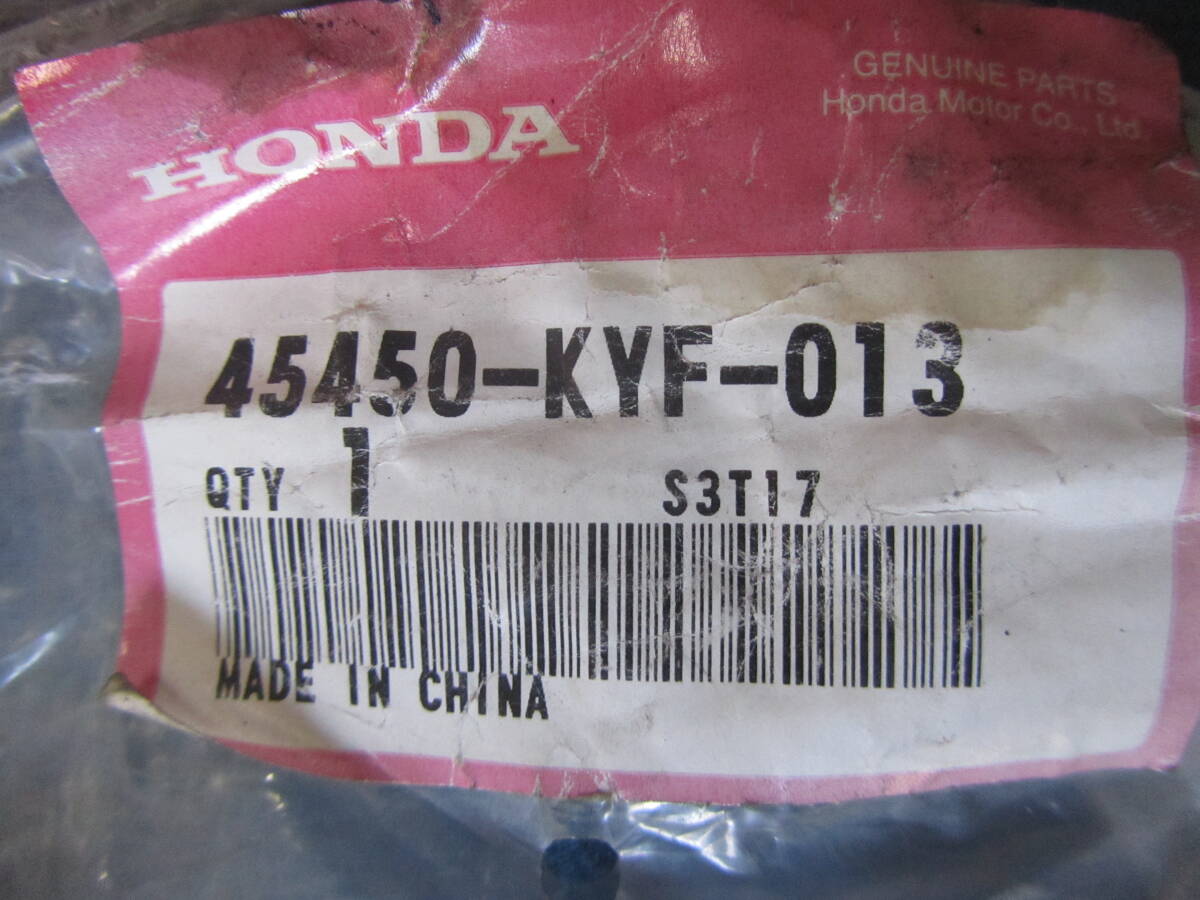 HONDA
GENUINE PARTS
Honda Motor Co., Ltd
45450-KYF-013
QTY 1 S3T17
MADE IN CHINA